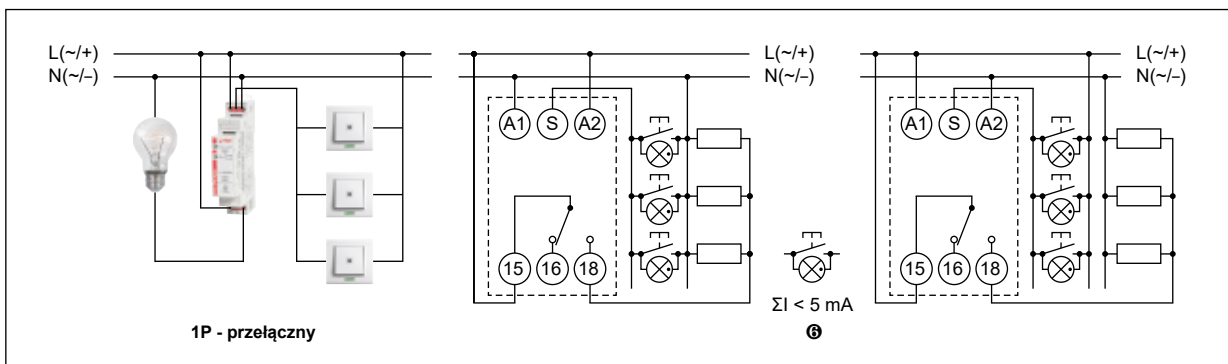 L(~/+)
N(~/–)
L(~/+)
N(~/–)
L(~/+)
N(~/–)
A1 S A2
A1 S A2
15 16 18
15 16 18
ΣI < 5 mA
❻
1P - przełączny